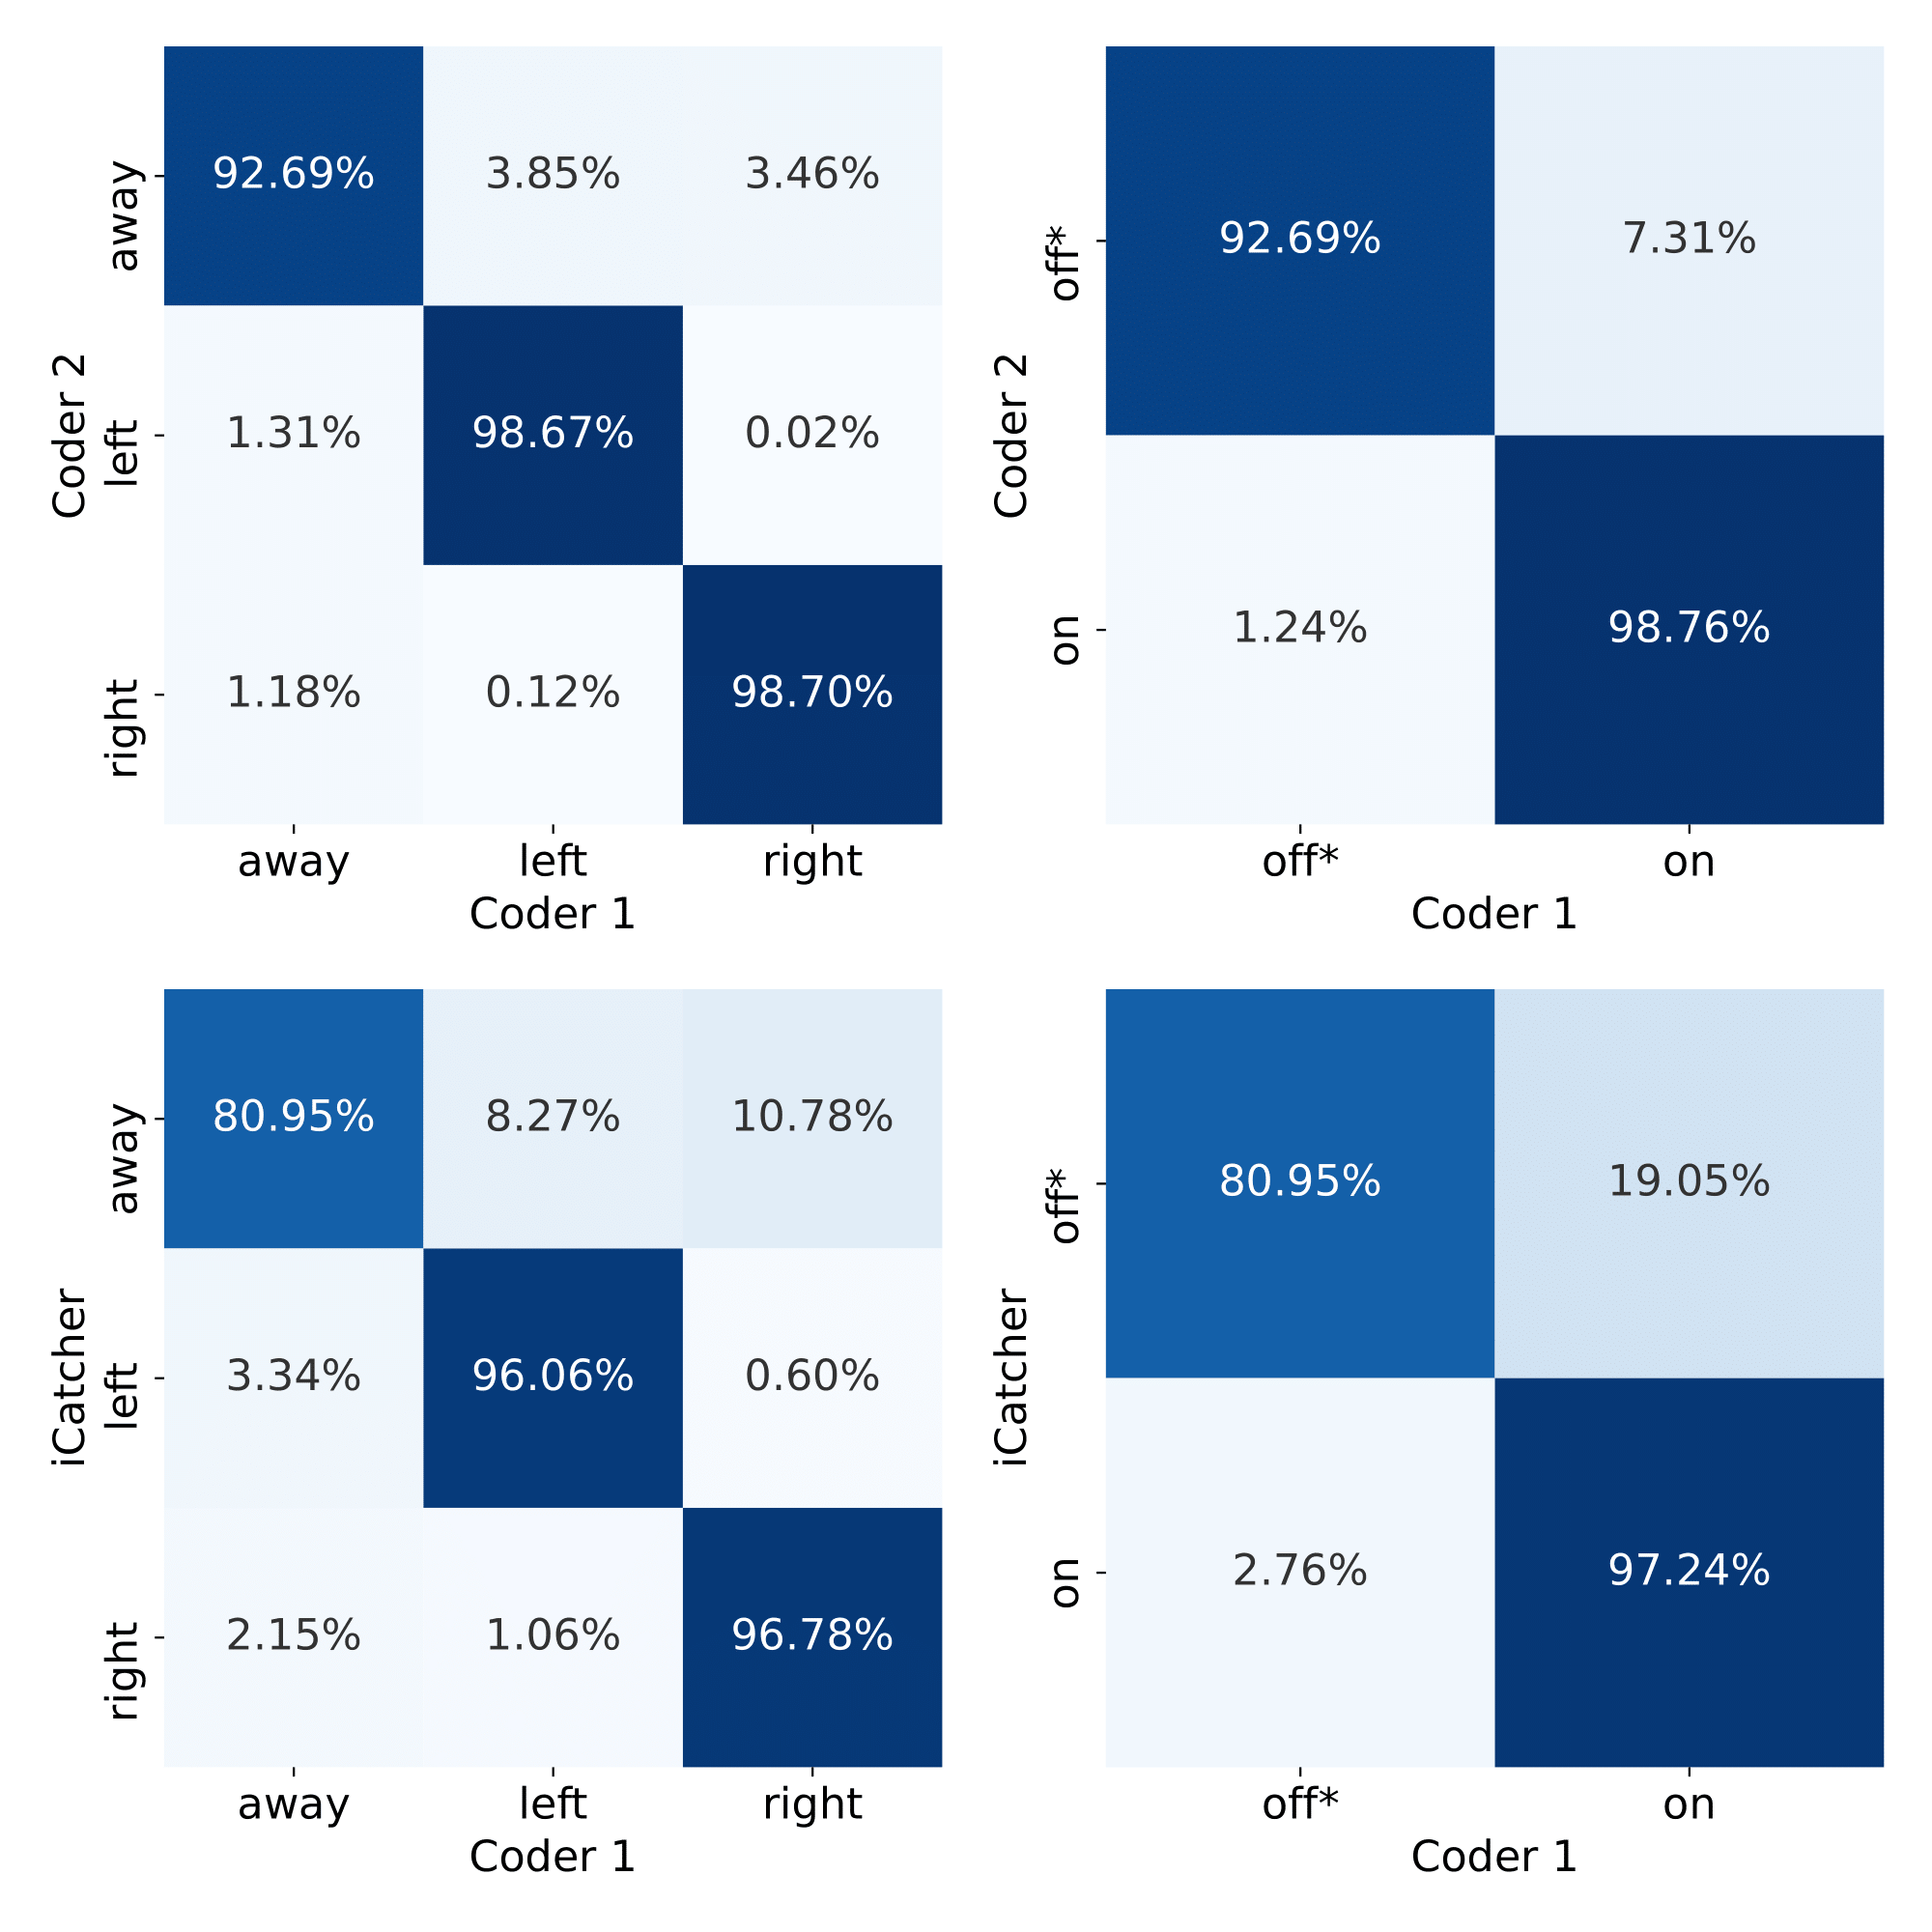 Coder 2
away 92.69% 3.85% 3.46%
left 1.31% 98.67% 0.02%
right 1.18% 0.12% 98.70%
away left right
Coder 1
Coder 2
off* 92.69% 7.31%
on 1.24% 98.76%
off* on
Coder 1
iCatcher
away 80.95% 8.27% 10.78%
left 3.34% 96.06% 0.60%
right 2.15% 1.06% 96.78%
away left right
Coder 1
iCatcher
off* 80.95% 19.05%
on 2.76% 97.24%
off* on
Coder 1